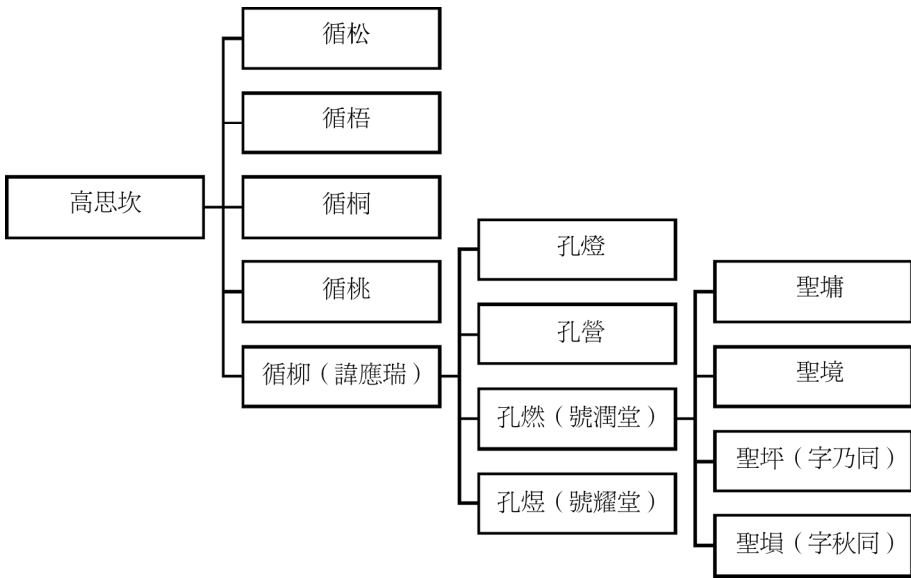 高思坎
循松
循梧
循桐
循桃
循柳（諱應瑞）
孔燈
孔營
孔燃（號潤堂）
孔煜（號耀堂）
聖墉
聖境
聖坪（字乃同）
聖塤（字秋同）